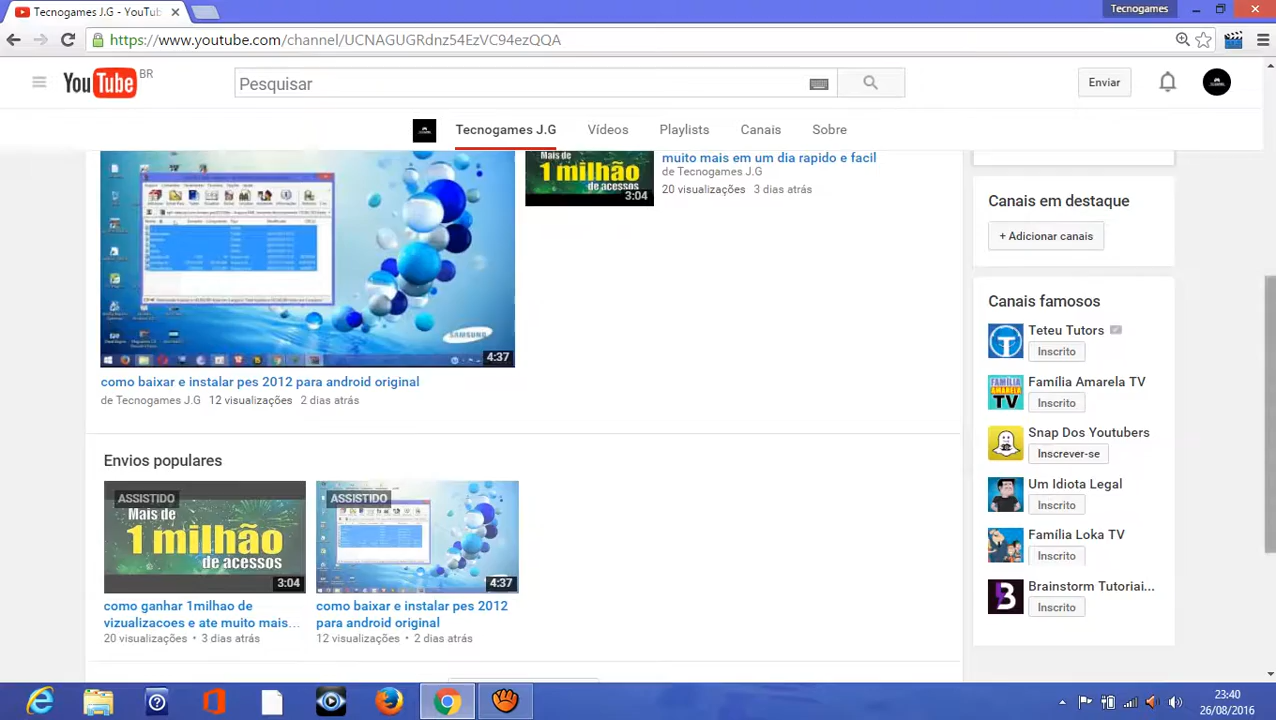 Tecnogames J.G - YouTub
Tecnogames
https://www.youtube.com/channel/UCNAGUGRdnz54EzVC94ezQQA
YouTube BR
Pesquisar
Enviar
Tecnogames J.G Vídeos Playlists Canais Sobre
Mais de
1 milhão
de acessos
3:04
muito mais em um dia rapido e facil
de Tecnogames J.G
20 visualizações 3 dias atrás
SAMSUNG
4:37
como baixar e instalar pes 2012 para android original
de Tecnogames J.G 12 visualizações 2 dias atrás
Canais em destaque
+ Adicionar canais
Canais famosos
Teteu Tutors
Inscrito
FAMÍLIA
AMARELA
TV
Família Amarela TV
Inscrito
Snap Dos Youtubers
Inscrever-se
Um Idiota Legal
Inscrito
Família Loka TV
Inscrito
Brainstorm Tutoriai...
Inscrito
Envios populares
ASSISTIDO
Mais de
1 milhão
de acessos
3:04
como ganhar 1milhao de
vizualizacoes e ate muito mais...
20 visualizações • 3 dias atrás
ASSISTIDO
4:37
como baixar e instalar pes 2012
para android original
12 visualizações • 2 dias atrás
23:40
26/08/2016